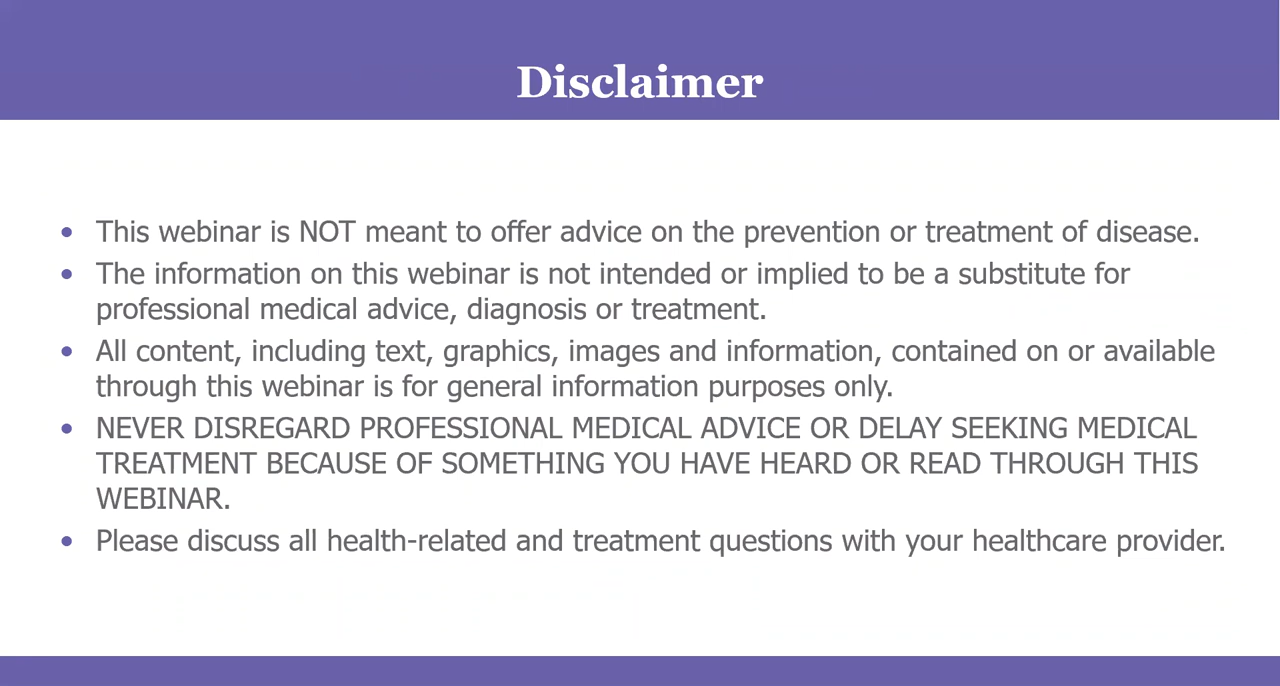 Disclaimer
• This webinar is NOT meant to offer advice on the prevention or treatment of disease.
• The information on this webinar is not intended or implied to be a substitute for
professional medical advice, diagnosis or treatment.
• All content, including text, graphics, images and information, contained on or available
through this webinar is for general information purposes only.
• NEVER DISREGARD PROFESSIONAL MEDICAL ADVICE OR DELAY SEEKING MEDICAL
TREATMENT BECAUSE OF SOMETHING YOU HAVE HEARD OR READ THROUGH THIS
WEBINAR.
• Please discuss all health-related and treatment questions with your healthcare provider.